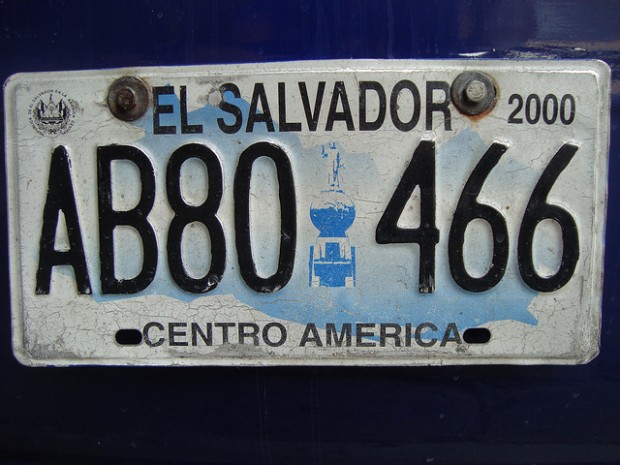 EL SALVADOR 2000
AB80 466
CENTRO AMERICA